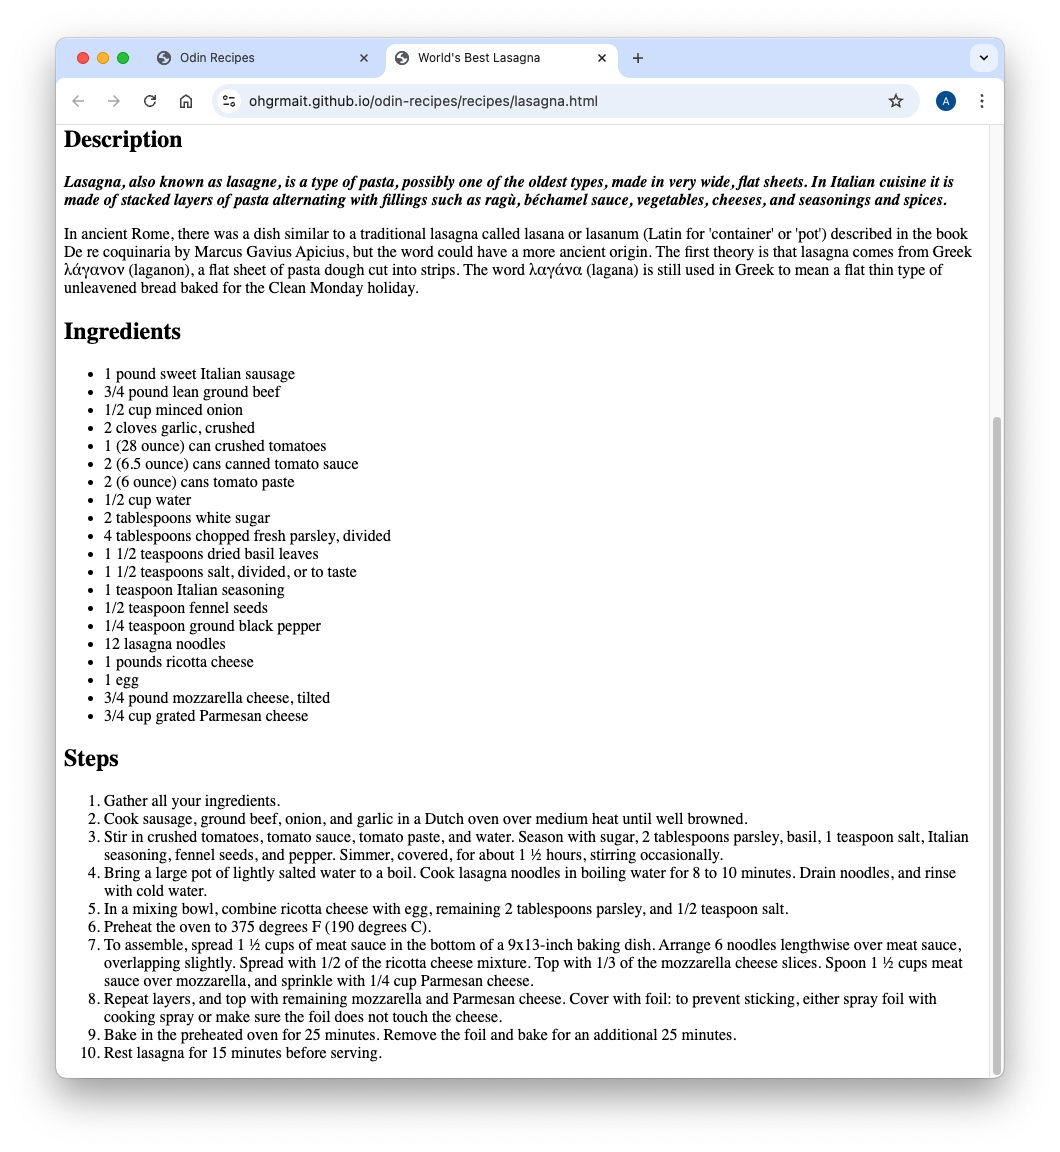 Odin Recipes
World's Best Lasagna
ohgrmait.github.io/odin-recipes/recipes/lasagna.html
A
Description
Lasagna, also known as lasagne, is a type of pasta, possibly one of the oldest types, made in very wide, flat sheets. In Italian cuisine it is
made of stacked layers of pasta alternating with fillings such as ragù, béchamel sauce, vegetables, cheeses, and seasonings and spices.
In ancient Rome, there was a dish similar to a traditional lasagna called lasana or lasanum (Latin for 'container' or 'pot') described in the book
De re coquinaria by Marcus Gavius Apicius, but the word could have a more ancient origin. The first theory is that lasagna comes from Greek
λάγανον (laganon), a flat sheet of pasta dough cut into strips. The word λαγάνα (lagana) is still used in Greek to mean a flat thin type of
unleavened bread baked for the Clean Monday holiday.
Ingredients
• 1 pound sweet Italian sausage
• 3/4 pound lean ground beef
• 1/2 cup minced onion
• 2 cloves garlic, crushed
• 1 (28 ounce) can crushed tomatoes
• 2 (6.5 ounce) cans canned tomato sauce
• 2 (6 ounce) cans tomato paste
• 1/2 cup water
• 2 tablespoons white sugar
• 4 tablespoons chopped fresh parsley, divided
• 1 1/2 teaspoons dried basil leaves
• 1 1/2 teaspoons salt, divided, or to taste
• 1 teaspoon Italian seasoning
• 1/2 teaspoon fennel seeds
• 1/4 teaspoon ground black pepper
• 12 lasagna noodles
• 1 pounds ricotta cheese
• 1 egg
• 3/4 pound mozzarella cheese, tilted
• 3/4 cup grated Parmesan cheese
Steps
1. Gather all your ingredients.
2. Cook sausage, ground beef, onion, and garlic in a Dutch oven over medium heat until well browned.
3. Stir in crushed tomatoes, tomato sauce, tomato paste, and water. Season with sugar, 2 tablespoons parsley, basil, 1 teaspoon salt, Italian
seasoning, fennel seeds, and pepper. Simmer, covered, for about 1 ½ hours, stirring occasionally.
4. Bring a large pot of lightly salted water to a boil. Cook lasagna noodles in boiling water for 8 to 10 minutes. Drain noodles, and rinse
with cold water.
5. In a mixing bowl, combine ricotta cheese with egg, remaining 2 tablespoons parsley, and 1/2 teaspoon salt.
6. Preheat the oven to 375 degrees F (190 degrees C).
7. To assemble, spread 1 ½ cups of meat sauce in the bottom of a 9x13-inch baking dish. Arrange 6 noodles lengthwise over meat sauce,
overlapping slightly. Spread with 1/2 of the ricotta cheese mixture. Top with 1/3 of the mozzarella cheese slices. Spoon 1 ½ cups meat
sauce over mozzarella, and sprinkle with 1/4 cup Parmesan cheese.
8. Repeat layers, and top with remaining mozzarella and Parmesan cheese. Cover with foil: to prevent sticking, either spray foil with
cooking spray or make sure the foil does not touch the cheese.
9. Bake in the preheated oven for 25 minutes. Remove the foil and bake for an additional 25 minutes.
10. Rest lasagna for 15 minutes before serving.